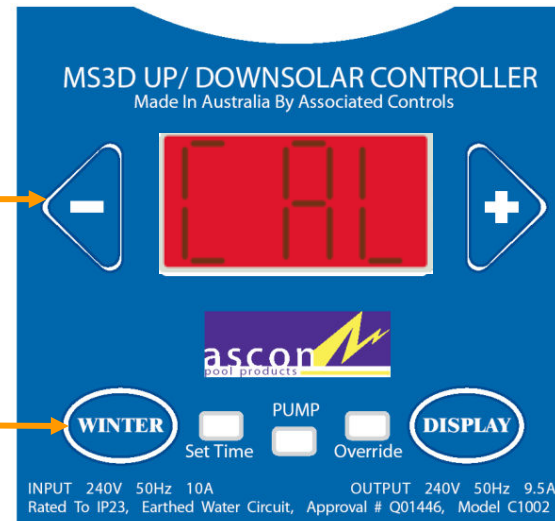 MS3D UP/ DOWNSOLAR CONTROLLER
Made In Australia By Associated Controls
-
CAL
+
ascon
pool products
PUMP
WINTER
DISPLAY
Set Time
Override
INPUT 240V 50Hz 10A
OUTPUT 240V 50Hz 9.5A
Rated To IP23, Earthed Water Circuit, Approval # Q01446, Model C1002